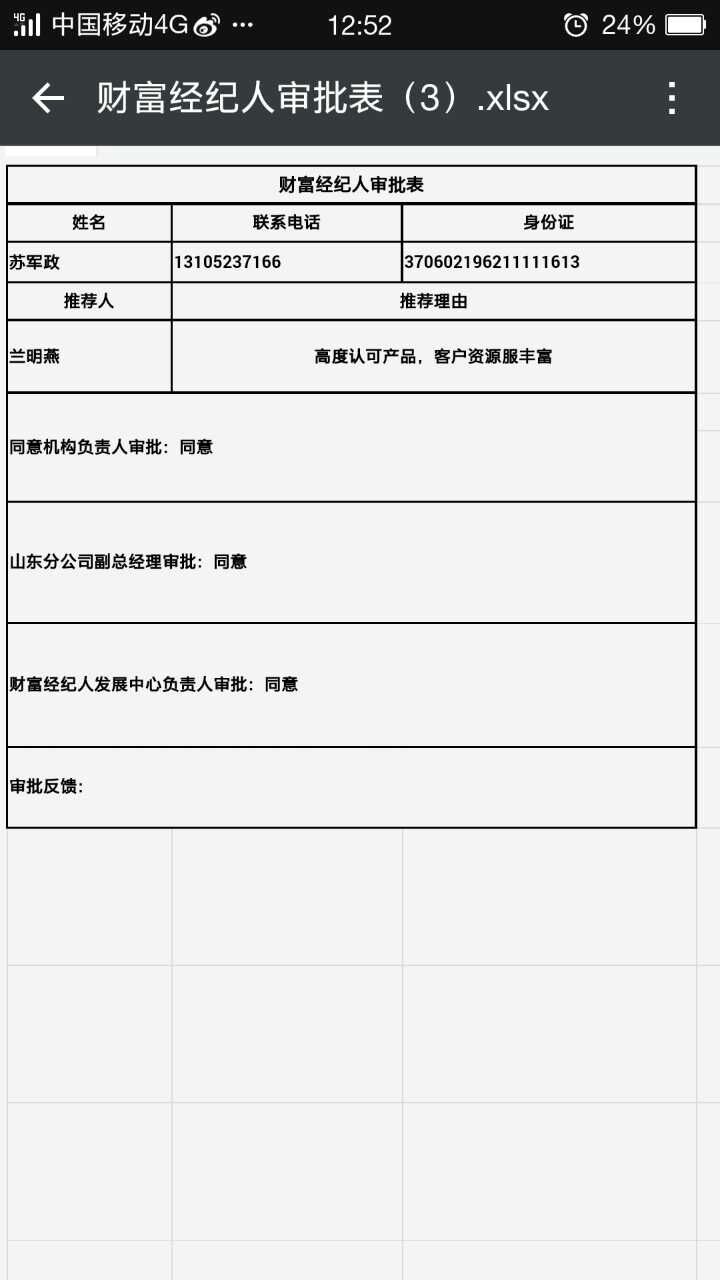 4G 中国移动4G ... 12:52 24%
财富经纪人审批表（3）.xlsx
财富经纪人审批表
姓名 联系电话 身份证
苏军政 13105237166 370602196211111613
推荐人 推荐理由
兰明燕 高度认可产品，客户资源服丰富
同意机构负责人审批：同意
山东分公司副总经理审批：同意
财富经纪人发展中心负责人审批：同意
审批反馈：